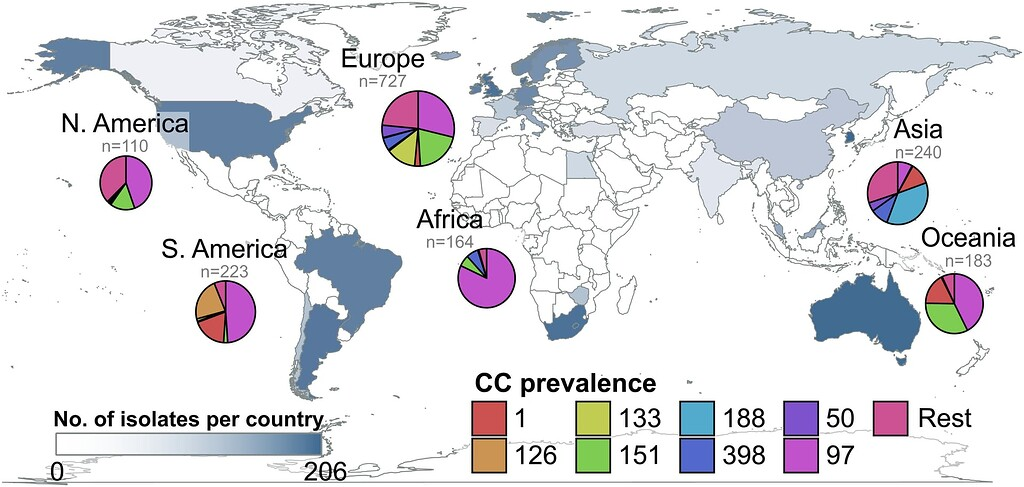 Europe
n=727
N. America
n=110
Asia
n=240
Africa
n=164
S. America
n=223
Oceania
n=183
CC prevalence
1
133
188
50
Rest
126
151
398
97
No. of isolates per country
0
206